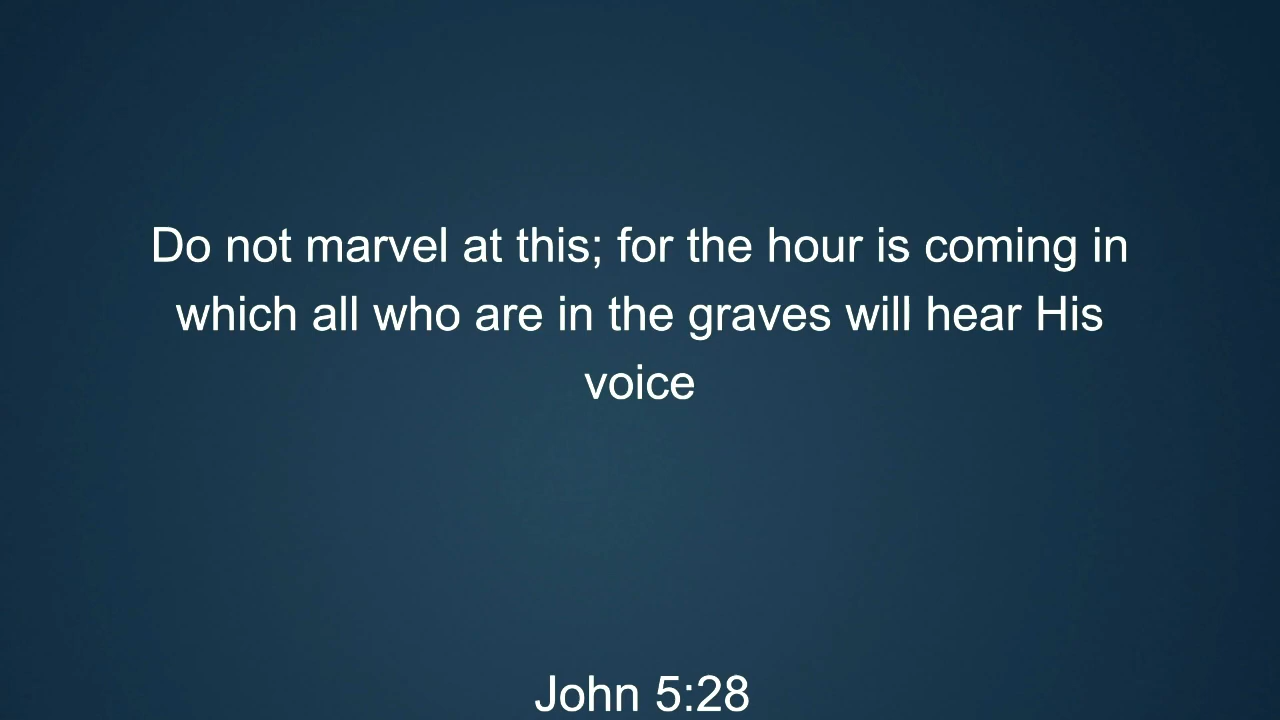 Do not marvel at this; for the hour is coming in
which all who are in the graves will hear His
voice
John 5:28